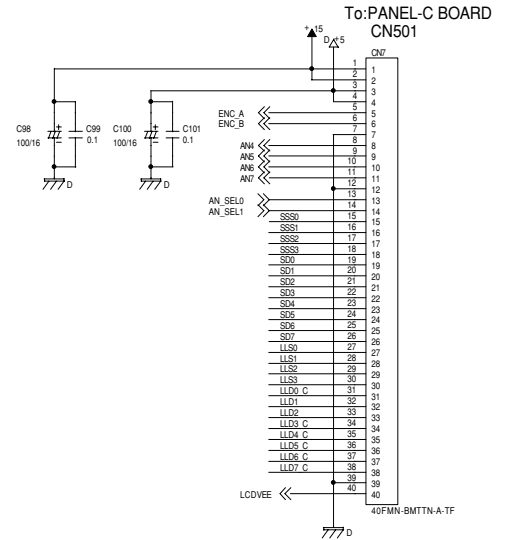 To:PANEL-C BOARD
CN501
+15
D +5
CN7
1 1
2 2
3 3
4 4
ENC_A 5 5
ENC_B 6 6
7 7
AN4 8 8
AN5 9 9
AN6 10 10
AN7 11 11
12 12
AN_SEL0 13 13
AN_SEL1 14 14
SSS0 15 15
SSS1 16 16
SSS2 17 17
SSS3 18 18
SD0 19 19
SD1 20 20
SD2 21 21
SD3 22 22
SD4 23 23
SD5 24 24
SD6 25 25
SD7 26 26
LLS0 27 27
LLS1 28 28
LLS2 29 29
LLS3 30 30
LLD0_C 31 31
LLD1 32 32
LLD2 33 33
LLD3_C 34 34
LLD4_C 35 35
LLD5_C 36 36
LLD6_C 37 37
LLD7_C 38 38
39 39
LCDVEE 40 40
40FMN-BMTTN-A-TF
D
C98
100/16
C99
0.1
D
C100
100/16
C101
0.1
D